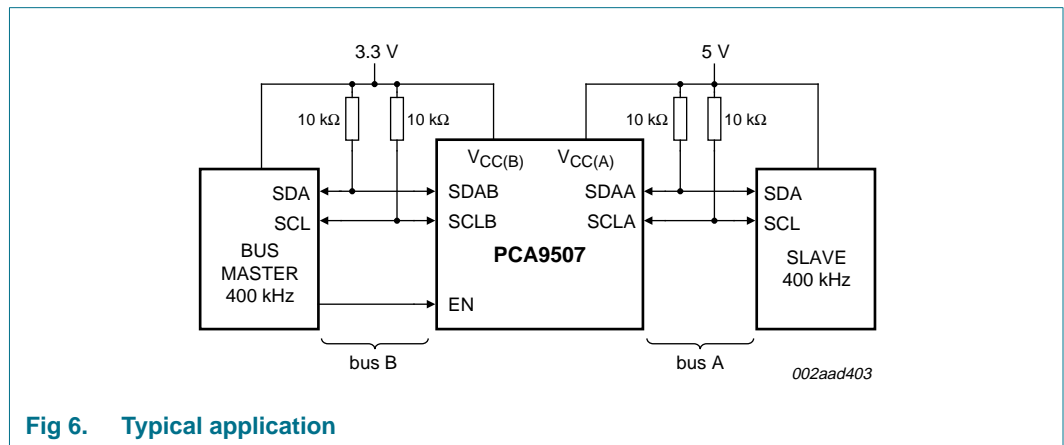 3.3 V
5 V
10 kΩ
10 kΩ
10 kΩ
10 kΩ
VCC(B)
VCC(A)
SDA
SDAB
SDAA
SDA
SCL
SCLB
SCLA
SCL
BUS
MASTER
400 kHz
PCA9507
SLAVE
400 kHz
EN
bus B
bus A
002aad403
Fig 6. Typical application